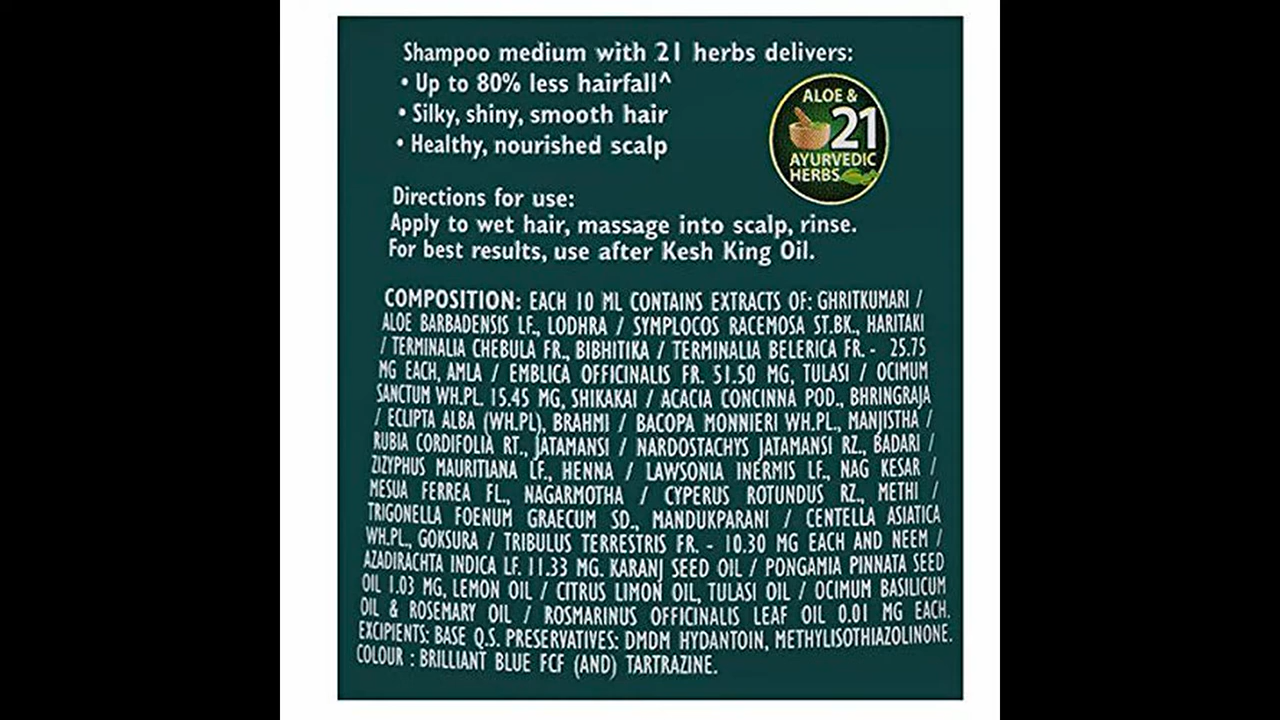 Shampoo medium with 21 herbs delivers:
• Up to 80% less hairfall^
• Silky, shiny, smooth hair
• Healthy, nourished scalp
ALOE &
21
AYURVEDIC
HERBS
Directions for use:
Apply to wet hair, massage into scalp, rinse.
For best results, use after Kesh King Oil.
COMPOSITION: EACH 10 ML CONTAINS EXTRACTS OF: GHRITKUMARI /
ALOE BARBADENSIS LF., LODHRA / SYMPLOCOS RACEMOSA ST.BK., HARITAKI
/ TERMINALIA CHEBULA FR., BIBHITIKA / TERMINALIA BELERICA FR. - 25.75
MG EACH, AMLA / EMBLICA OFFICINALIS FR. 51.50 MG, TULASI / OCIMUM
SANCTUM WH.PL. 15.45 MG, SHIKAKAI / ACACIA CONCINNA POD., BHRINGRAJA
/ ECLIPTA ALBA (WH.PL), BRAHMI / BACOPA MONNIERI WH.PL., MANJISTHA /
RUBIA CORDIFOLIA RT., JATAMANSI / NARDOSTACHYS JATAMANSI RZ., BADARI /
ZIZYPHUS MAURITIANA LF., HENNA / LAWSONIA INERMIS LF., NAG KESAR /
MESUA FERREA FL., NAGARMOTHA / CYPERUS ROTUNDUS RZ., METHI /
TRIGONELLA FOENUM GRAECUM SD., MANDUKPARANI / CENTELLA ASIATICA
WH.PL., GOKSURA / TRIBULUS TERRESTRIS FR. - 10.30 MG EACH AND NEEM /
AZADIRACHTA INDICA LF. 11.33 MG. KARANJ SEED OIL / PONGAMIA PINNATA SEED
OIL 1.03 MG, LEMON OIL / CITRUS LIMON OIL, TULASI OIL / OCIMUM BASILICUM
OIL & ROSEMARY OIL / ROSMARINUS OFFICINALIS LEAF OIL 0.01 MG EACH.
EXCIPIENTS: BASE Q.S. PRESERVATIVES: DMDM HYDANTOIN, METHYLISOTHIAZOLINONE.
COLOUR : BRILLIANT BLUE FCF (AND) TARTRAZINE.